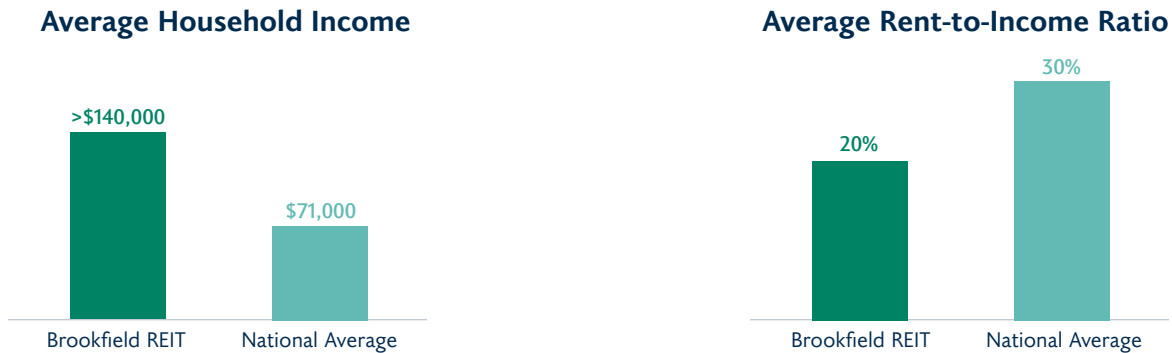 Average Household Income
>$140,000
$71,000
Brookfield REIT
National Average
Average Rent-to-Income Ratio
20%
30%
Brookfield REIT
National Average